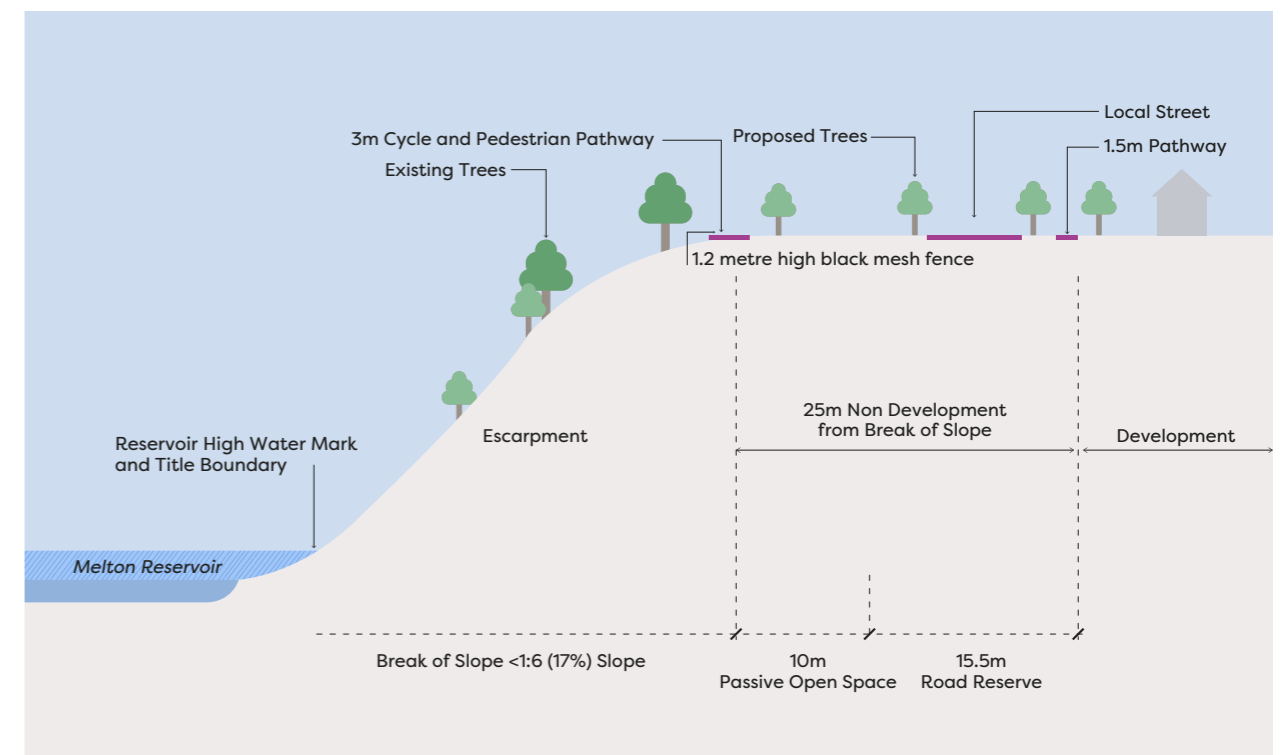 Local Street
3m Cycle and Pedestrian Pathway
Proposed Trees
1.5m Pathway
Existing Trees
1.2 metre high black mesh fence
25m Non Development
from Break of Slope
Escarpment
Development
Reservoir High Water Mark
and Title Boundary
Melton Reservoir
Break of Slope <1:6 (17%) Slope
10m
Passive Open Space
15.5m
Road Reserve